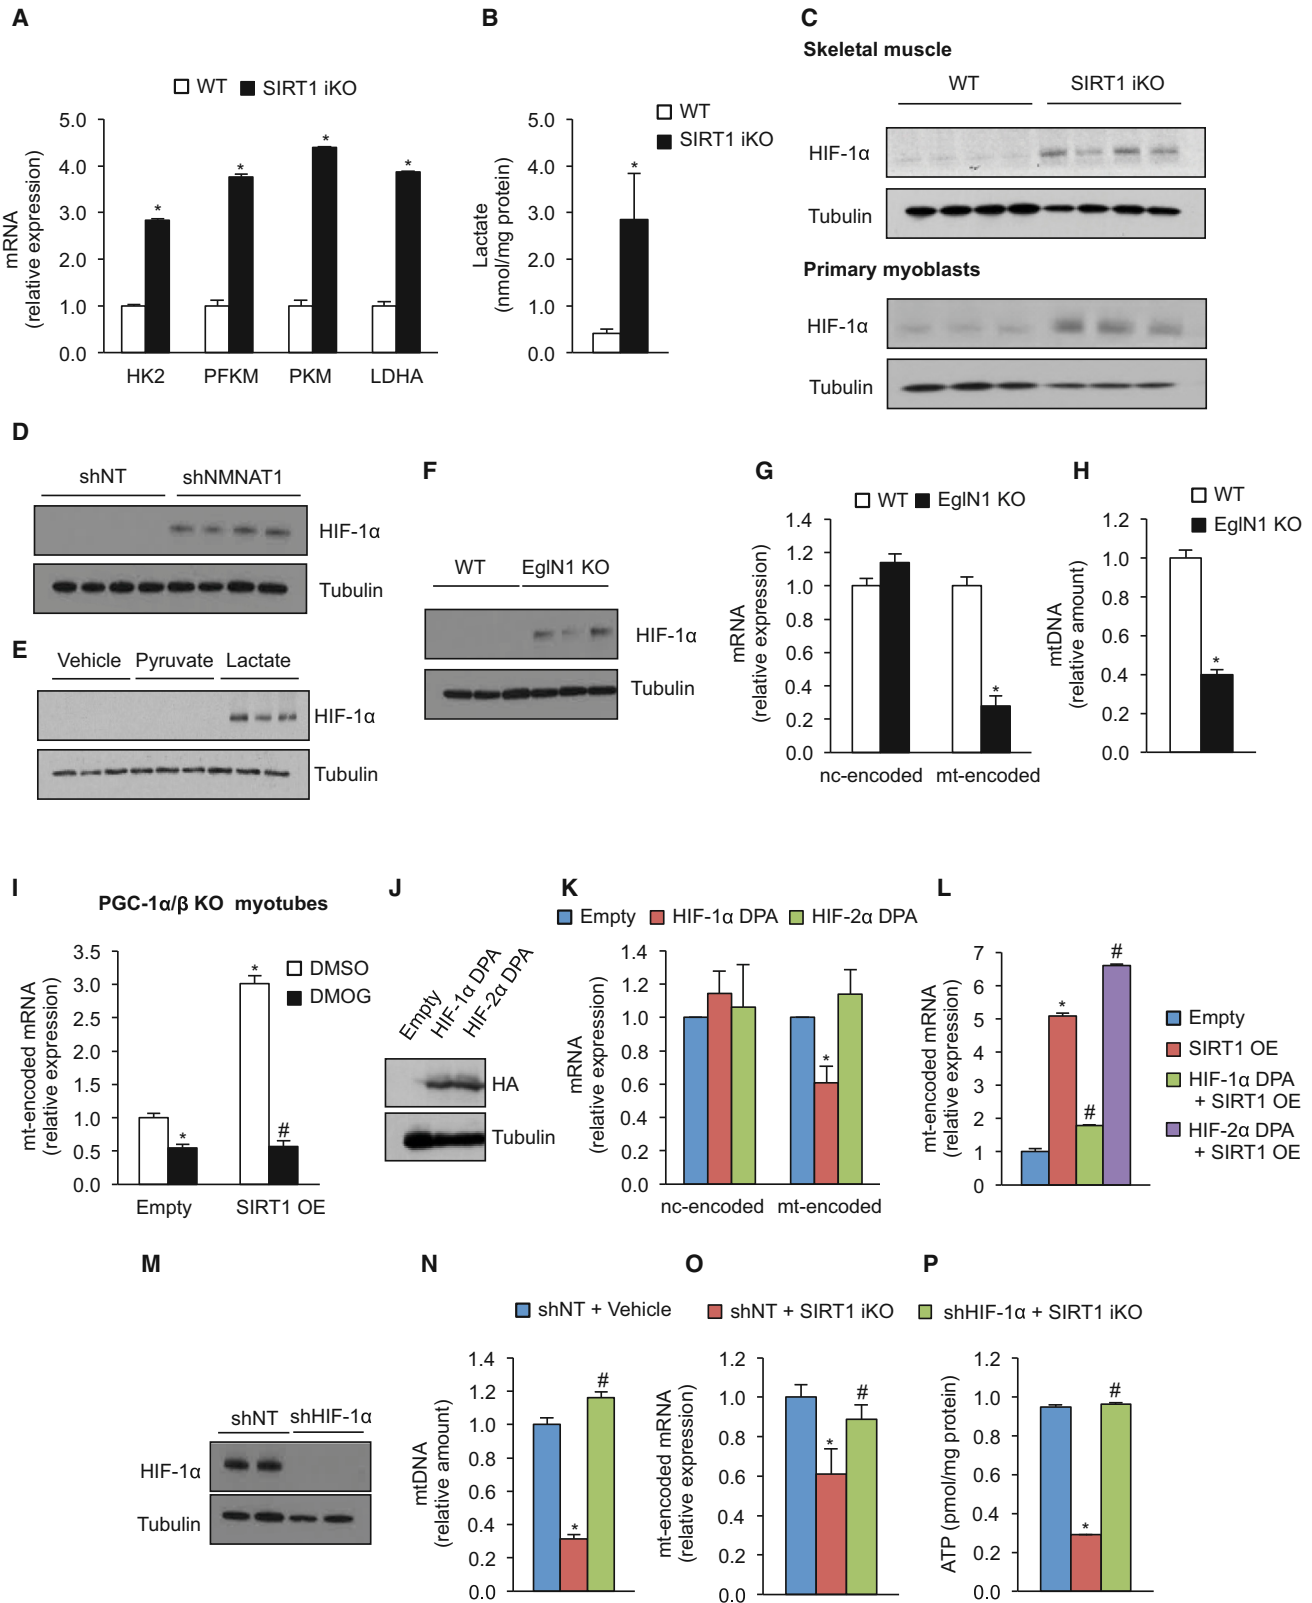 A
WT SIRT1 iKO
mRNA
(relative expression)
5.0
4.0
3.0
2.0
1.0
0.0
* * * *
HK2 PFKM PKM LDHA
B
WT
SIRT1 iKO
Lactate
(nmol/mg protein)
5.0
4.0
3.0
2.0
1.0
0.0
*
C
Skeletal muscle
WT SIRT1 iKO
HIF-1α
Tubulin
Primary myoblasts
HIF-1α
Tubulin
D
shNT shNMNAT1
HIF-1α
Tubulin
E
Vehicle Pyruvate Lactate
HIF-1α
Tubulin
F
WT EglN1 KO
HIF-1α
Tubulin
G
WT EglN1 KO
mRNA
(relative expression)
1.4
1.2
1.0
0.8
0.6
0.4
0.2
0.0
*
nc-encoded mt-encoded
H
WT
EglN1 KO
mtDNA
(relative amount)
1.2
1.0
0.8
0.6
0.4
0.2
0.0
*
I
PGC-1α/β KO myotubes
DMSO
DMOG
mt-encoded mRNA
(relative expression)
3.5
3.0
2.5
2.0
1.5
1.0
0.5
0.0
* * #
Empty SIRT1 OE
J
Empty
HIF-1α DPA
HIF-2α DPA
HA
Tubulin
K
Empty HIF-1α DPA HIF-2α DPA
mRNA
(relative expression)
1.4
1.2
1.0
0.8
0.6
0.4
0.2
0.0
*
nc-encoded mt-encoded
L
mt-encoded mRNA
(relative expression)
7
6
5
4
3
2
1
0
* # #
Empty
SIRT1 OE
HIF-1α DPA
+ SIRT1 OE
HIF-2α DPA
+ SIRT1 OE
M
shNT shHIF-1α
HIF-1α
Tubulin
N O P
shNT + Vehicle shNT + SIRT1 iKO shHIF-1α + SIRT1 iKO
mtDNA
(relative amount)
1.4
1.2
1.0
0.8
0.6
0.4
0.2
0.0
* #
mt-encoded mRNA
(relative expression)
1.2
1.0
0.8
0.6
0.4
0.2
0.0
* #
ATP (pmol/mg protein)
1.2
1.0
0.8
0.6
0.4
0.2
0.0
* #